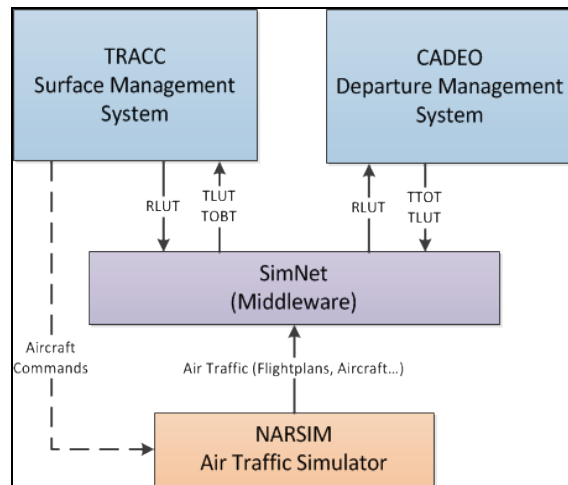 TRACC
Surface Management
System
CADEO
Departure Management
System
RLUT
TLUT
TOBT
RLUT
TTOT
TLUT
SimNet
(Middleware)
Aircraft
Commands
Air Traffic (Flightplans, Aircraft...)
NARSIM
Air Traffic Simulator